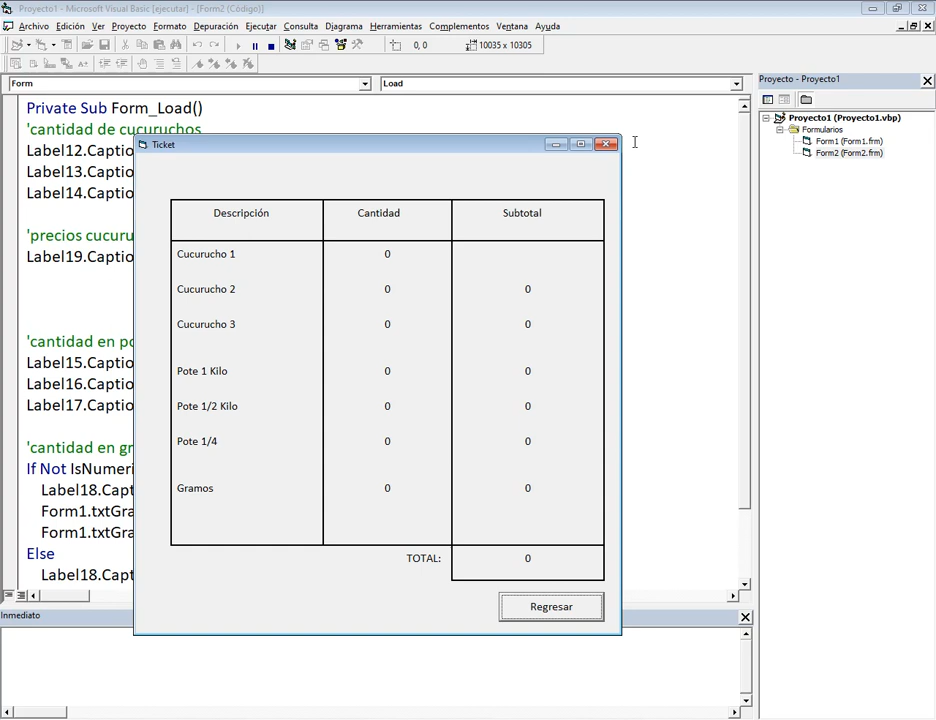 Proyecto1 - Microsoft Visual Basic [ejecutar] - [Form2 (Código)]
Archivo Edición Ver Proyecto Formato Depuración Ejecutar Consulta Diagrama Herramientas Complementos Ventana Ayuda
0, 0 10035 x 10305
Form Load
Private Sub Form_Load()
'cantidad de cucuruchos
Label12.Captio
Label13.Captio
Label14.Captio
'precios cucuru
Label19.Captio
'cantidad en po
Label15.Captio
Label16.Captio
Label17.Captio
'cantidad en gr
If Not IsNumeri
Label18.Capt
Form1.txtGra
Form1.txtGra
Else
Label18.Capt
Ticket
Descripción Cantidad Subtotal
Cucurucho 1 0
Cucurucho 2 0 0
Cucurucho 3 0 0
Pote 1 Kilo 0 0
Pote 1/2 Kilo 0 0
Pote 1/4 0 0
Gramos 0 0
TOTAL: 0
Regresar
Inmediato
Proyecto - Proyecto1
Proyecto1 (Proyecto1.vbp)
Formularios
Form1 (Form1.frm)
Form2 (Form2.frm)